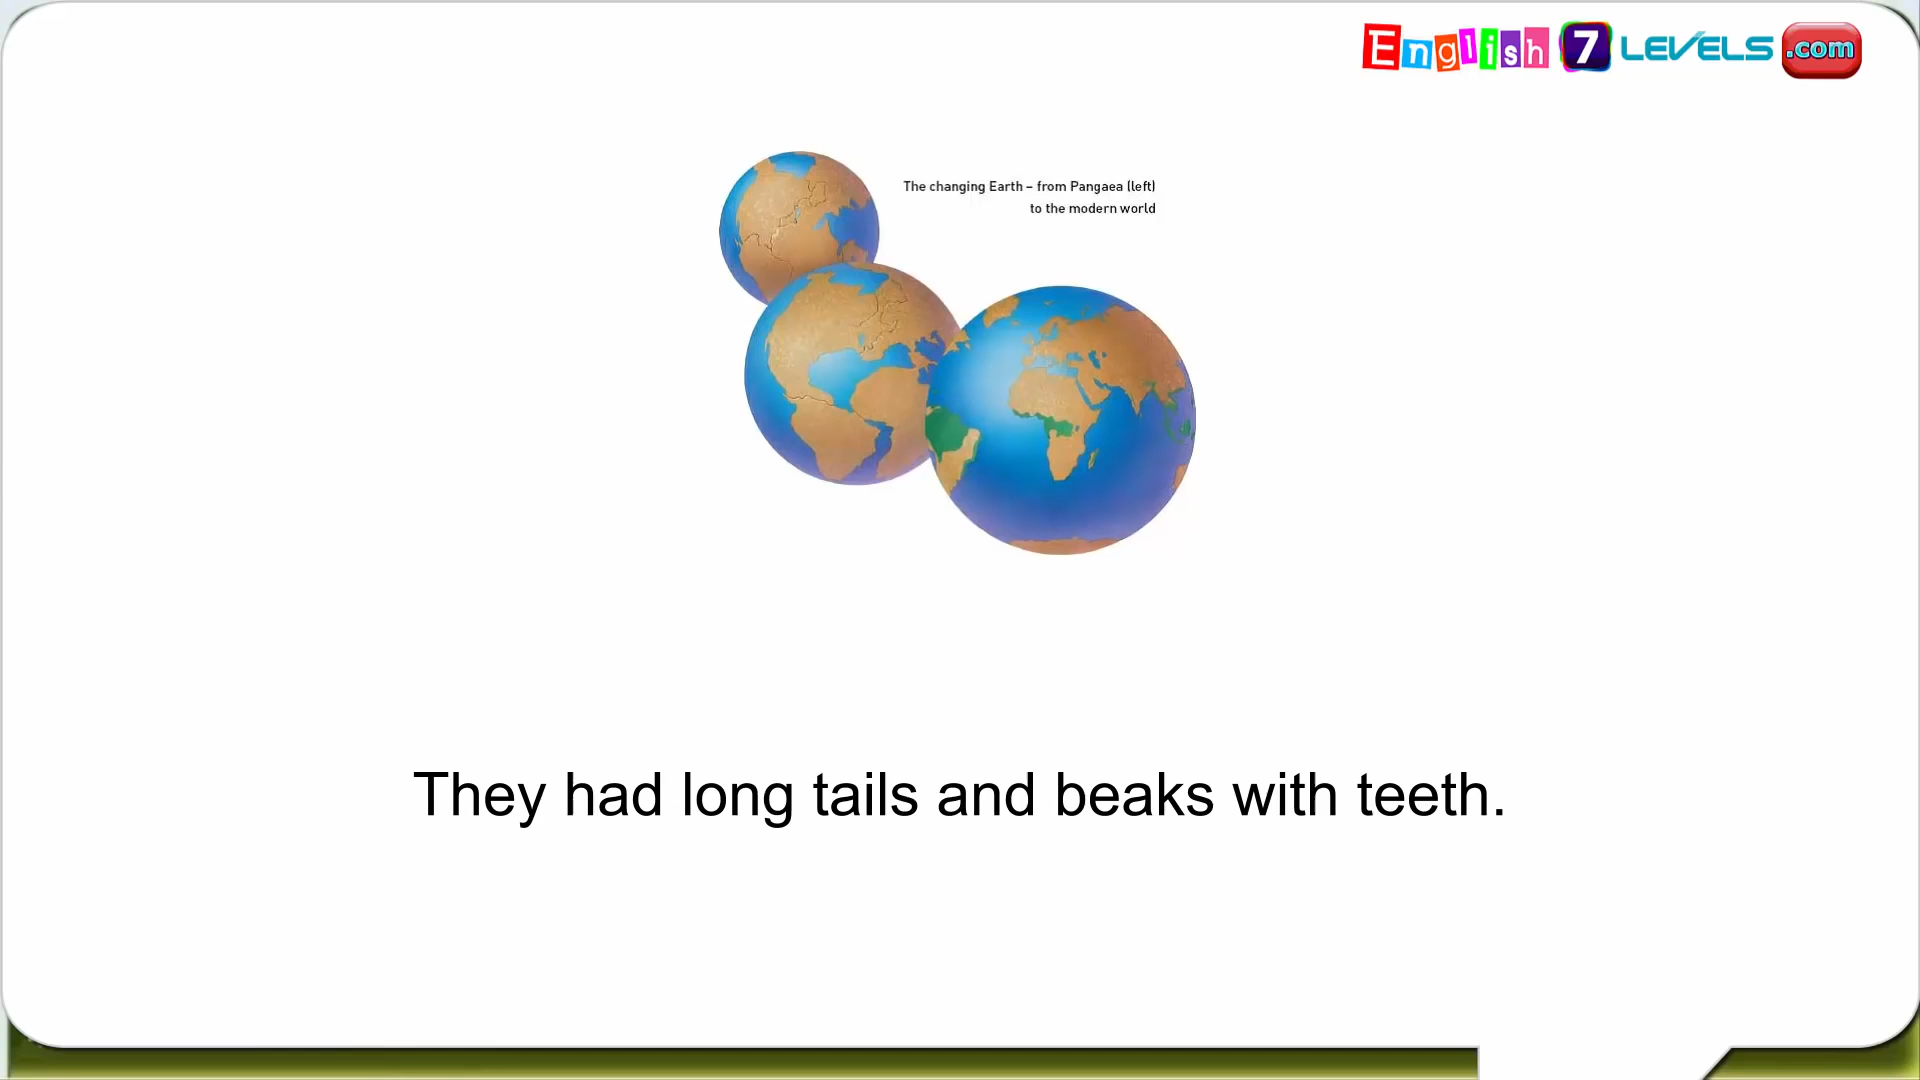 English 7 LEVELS .com
The changing Earth – from Pangaea (left)
to the modern world
They had long tails and beaks with teeth.